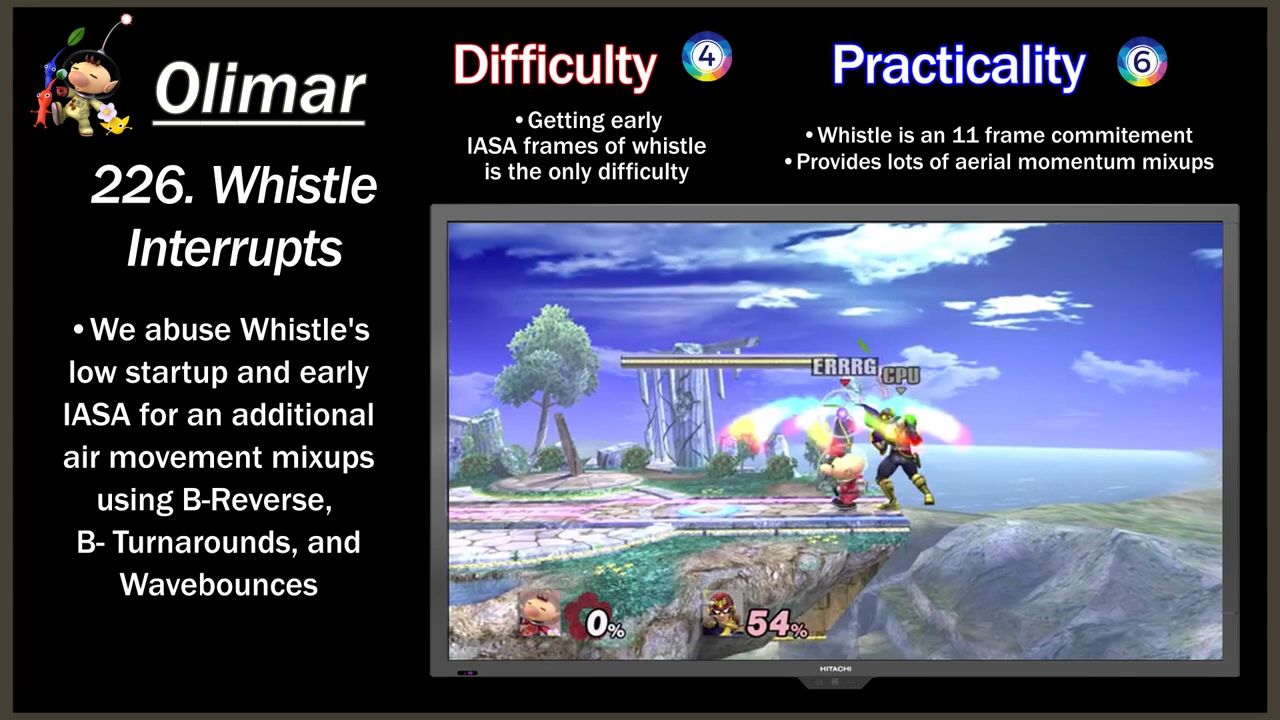 Olimar
226. Whistle
Interrupts
•We abuse Whistle's
low startup and early
IASA for an additional
air movement mixups
using B-Reverse,
B- Turnarounds, and
Wavebounces
Difficulty 4
•Getting early
IASA frames of whistle
is the only difficulty
Practicality 6
•Whistle is an 11 frame commitement
•Provides lots of aerial momentum mixups
ERRRG
CPU
0%
54%
HITACHI